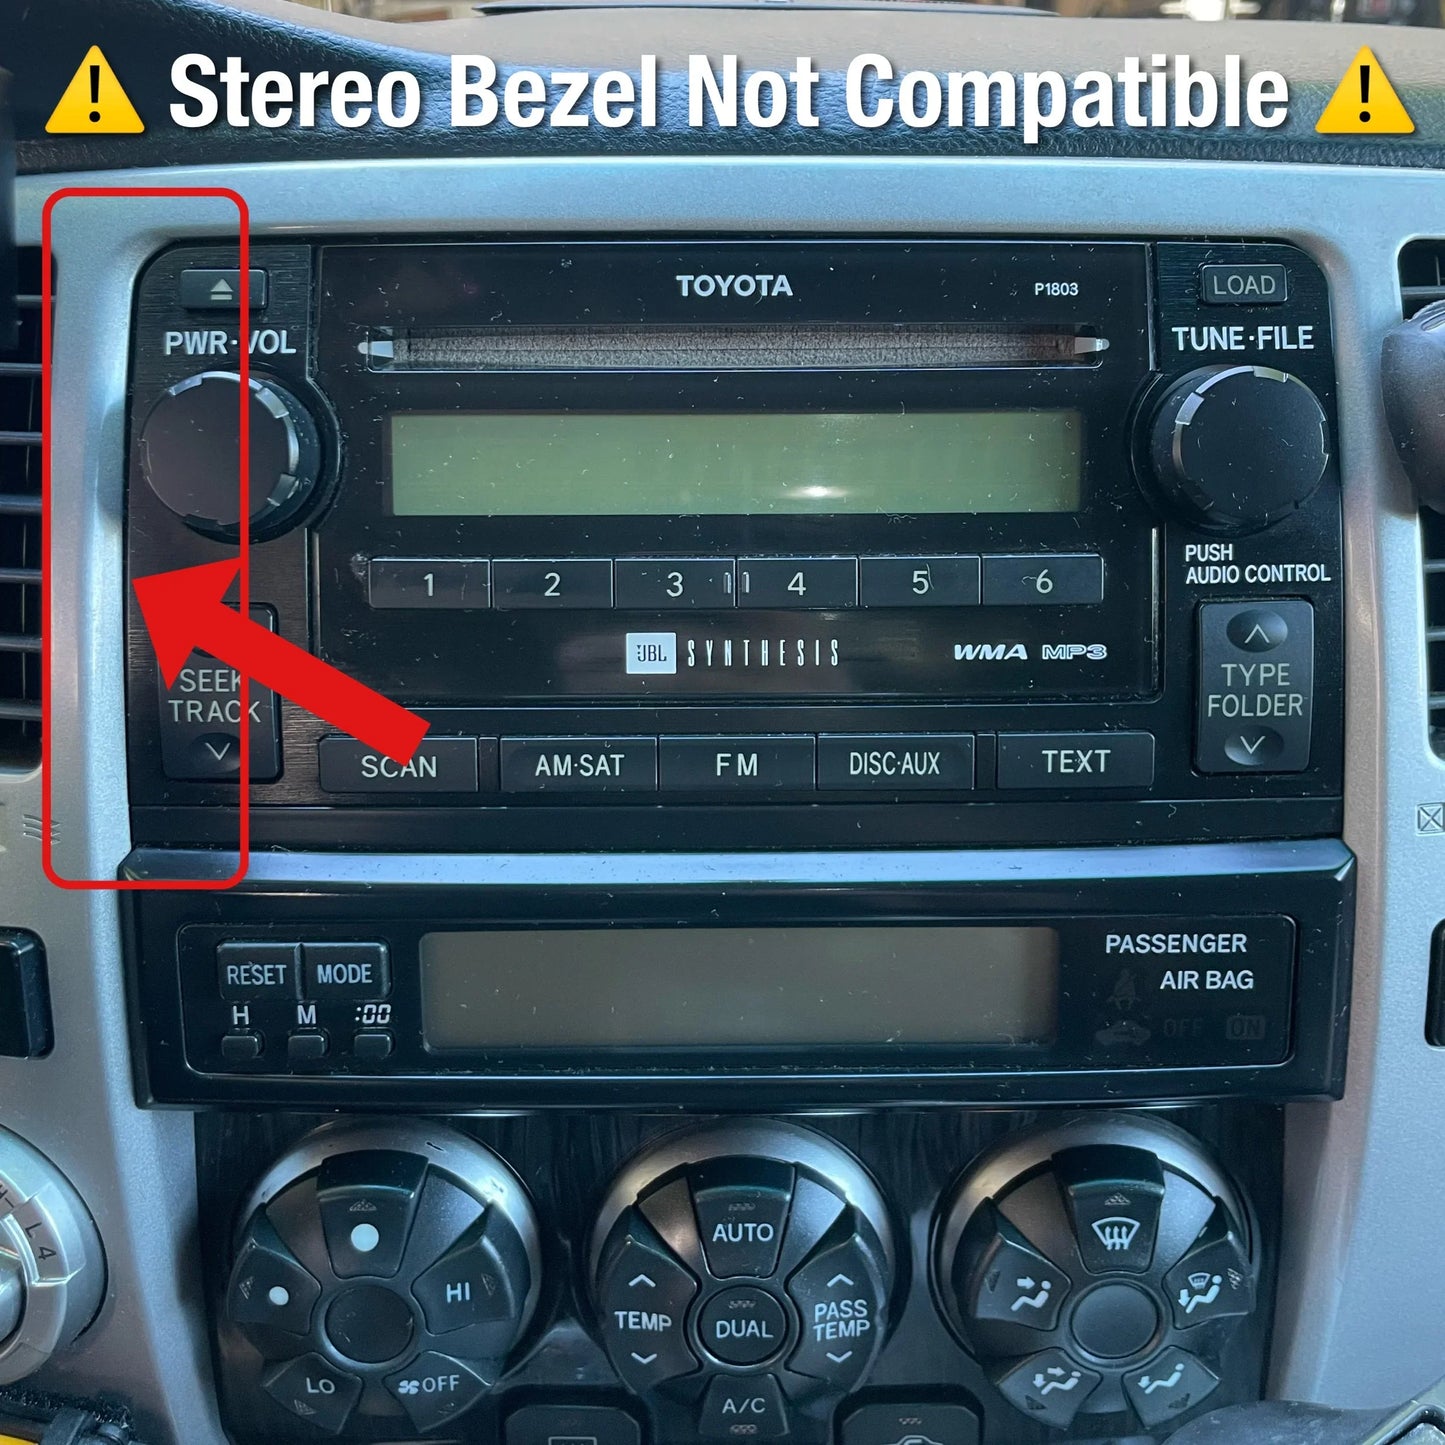 ⚠️ Stereo Bezel Not Compatible ⚠️
TOYOTA
P1803
LOAD
PWR·VOL
TUNE·FILE
1 2 3 4 5 6
PUSH
AUDIO CONTROL
JBL SYNTHESIS
WMA MP3
SEEK
TRACK
TYPE
FOLDER
SCAN AM·SAT FM DISC·AUX TEXT
RESET MODE
H M :00
PASSENGER
AIR BAG
OFF ON
L4
HI
LO
OFF
AUTO
TEMP
DUAL
PASS
TEMP
A/C